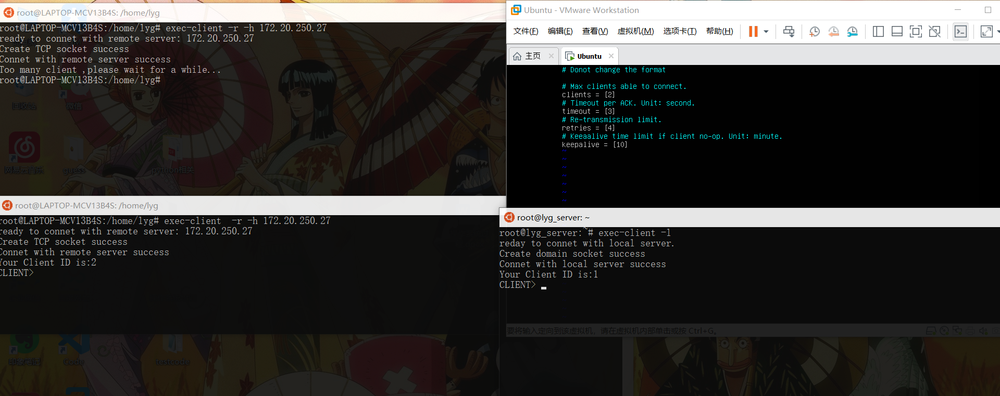 root@LAPTOP-MCV13B4S: /home/lyg
root@LAPTOP-MCV13B4S:/home/lyg# exec-client -r -h 172.20.250.27
ready to connet with remote server: 172.20.250.27
Create TCP socket success
Connet with remote server success
Too many client ,please wait for a while...
root@LAPTOP-MCV13B4S:/home/lyg#
回收站
微信
网易云音乐
guess
python相关
root@LAPTOP-MCV13B4S: /home/lyg
root@LAPTOP-MCV13B4S:/home/lyg# exec-client  -r -h 172.20.250.27
ready to connet with remote server: 172.20.250.27
Create TCP socket success
Connet with remote server success
Your Client ID is:2
CLIENT>
印象笔记
Code
testcode
Ubuntu - VMware Workstation
文件(F) 编辑(E) 查看(V) 虚拟机(M) 选项卡(T) 帮助(H)
主页 Ubuntu
# Donot change the format
# Max clients able to connect.
clients = [2]
# Timeout per ACK. Unit: second.
timeout = [3]
# Re-transmission limit.
retries = [4]
# Keeaalive time limit if client no-op. Unit: minute.
keepalive = [10]
~
~
~
~
~
~
~
root@lyg_server: ~
root@lyg_server:~# exec-client -l
reday to connet with local server.
Create domain socket success
Connet with local server success
Your Client ID is:1
CLIENT>
要将输入定向到该虚拟机，请在虚拟机内部单击或按 Ctrl+G。